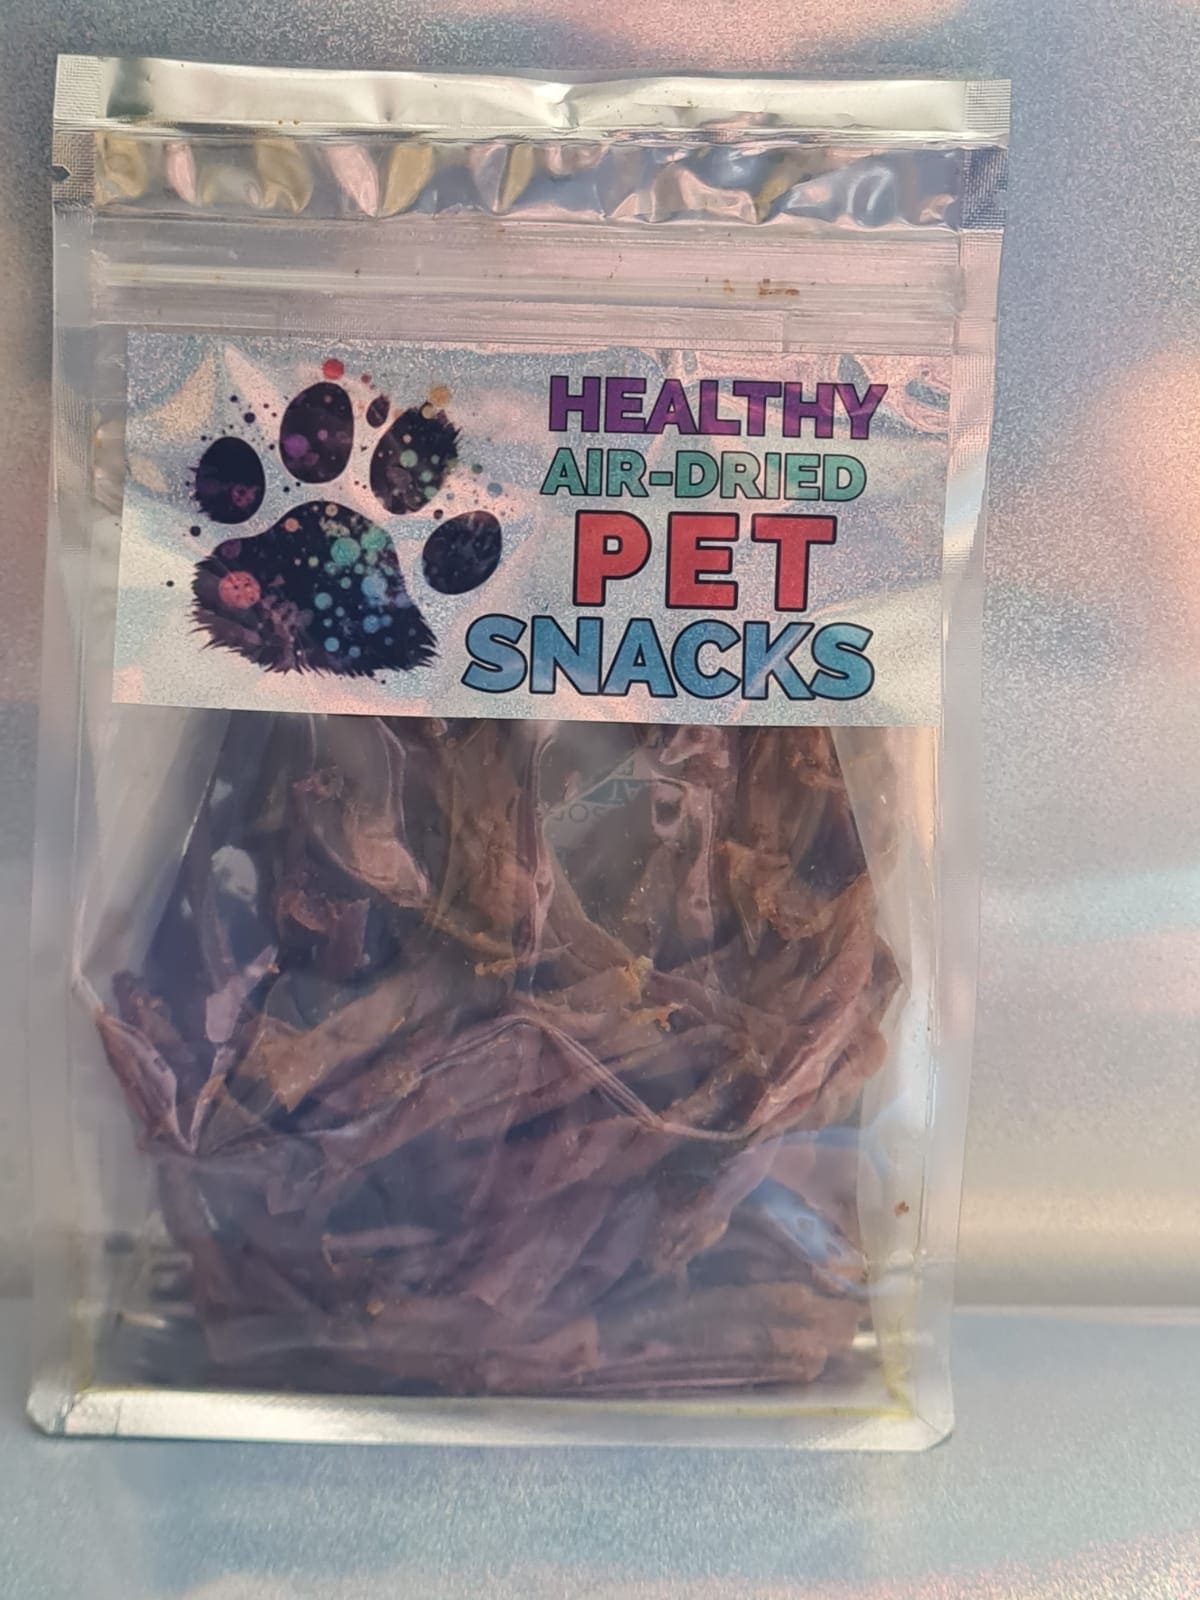 HEALTHY
AIR-DRIED
PET
SNACKS